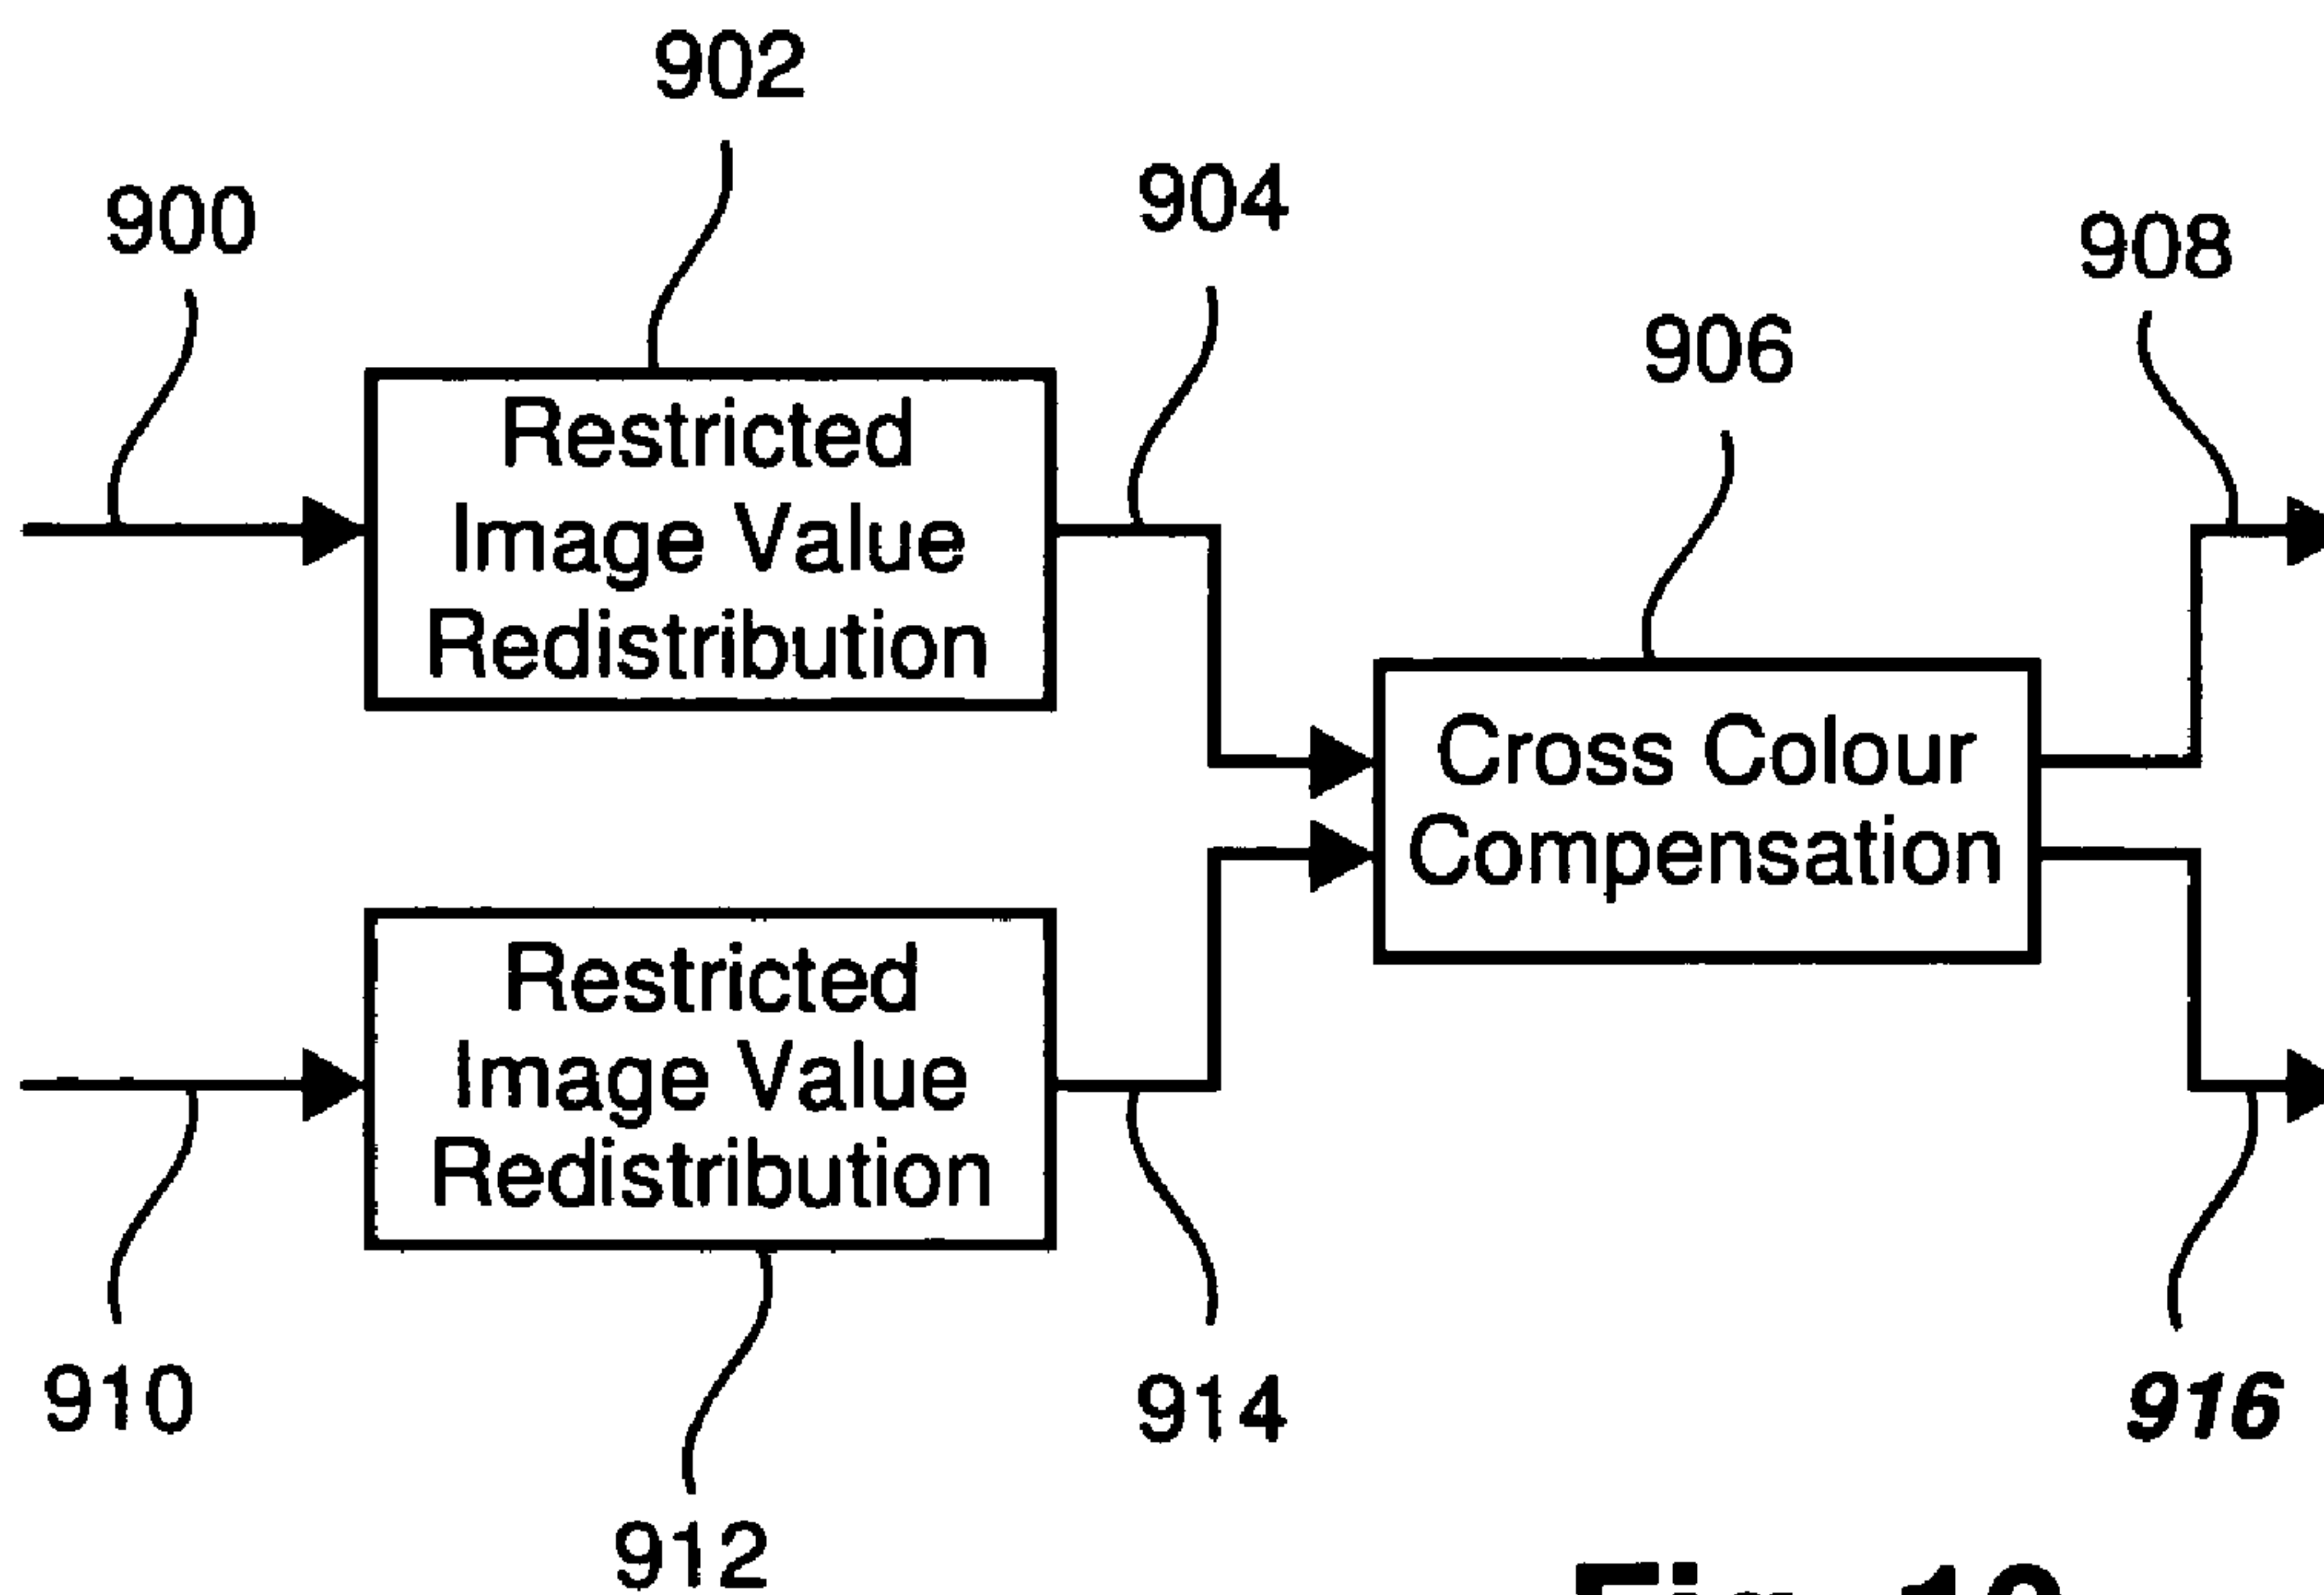 902
900
904
908
906
Restricted
Image Value
Redistribution
Cross Colour
Compensation
Restricted
Image Value
Redistribution
910
914
916
912